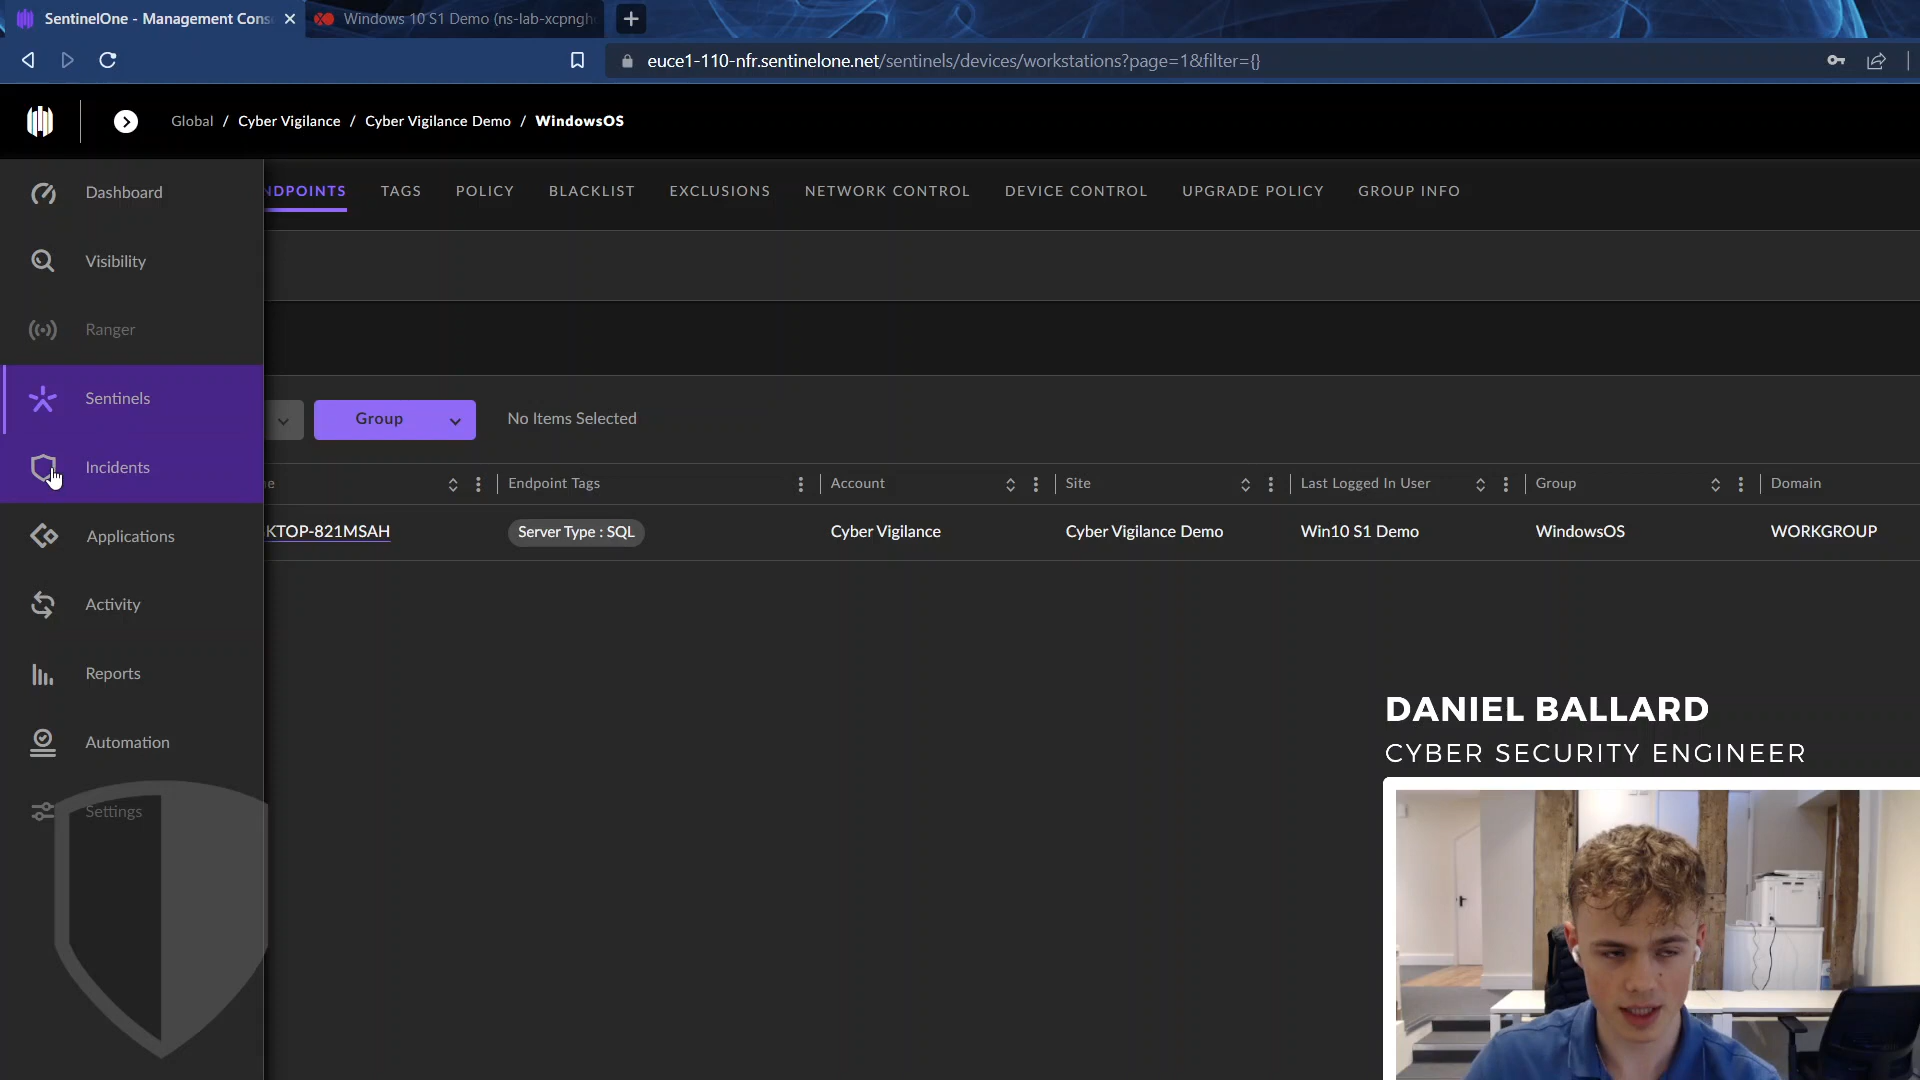 SentinelOne - Management Cons
Windows 10 S1 Demo (ns-lab-xcpngh
euce1-110-nfr.sentinelone.net/sentinels/devices/workstations?page=1&filter={}
Global / Cyber Vigilance / Cyber Vigilance Demo / WindowsOS
Dashboard
Visibility
Ranger
Sentinels
Incidents
Applications
Activity
Reports
Automation
Settings
NDPOINTS TAGS POLICY BLACKLIST EXCLUSIONS NETWORK CONTROL DEVICE CONTROL UPGRADE POLICY GROUP INFO
Group No Items Selected
e Endpoint Tags Account Site Last Logged In User Group Domain
KTOP-821MSAH Server Type : SQL Cyber Vigilance Cyber Vigilance Demo Win10 S1 Demo WindowsOS WORKGROUP
DANIEL BALLARD
CYBER SECURITY ENGINEER